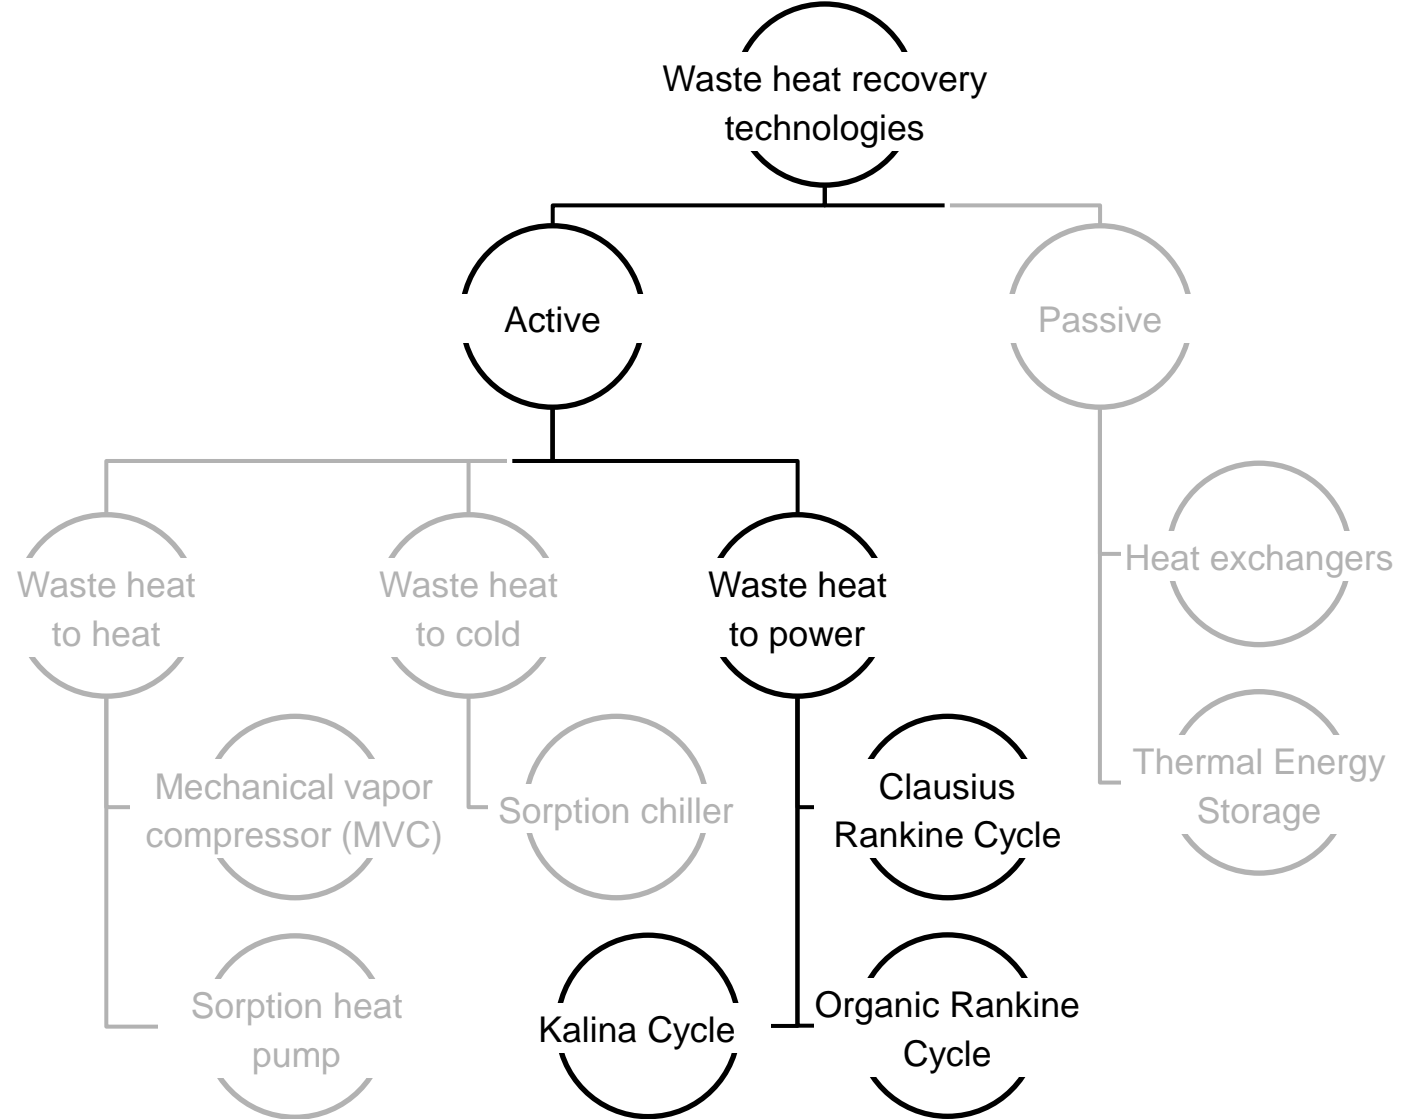 Waste heat recovery
technologies
Active
Passive
Waste heat
to heat
Waste heat
to cold
Waste heat
to power
Heat exchangers
Thermal Energy
Storage
Mechanical vapor
compressor (MVC)
Sorption chiller
Clausius
Rankine Cycle
Sorption heat
pump
Kalina Cycle
Organic Rankine
Cycle